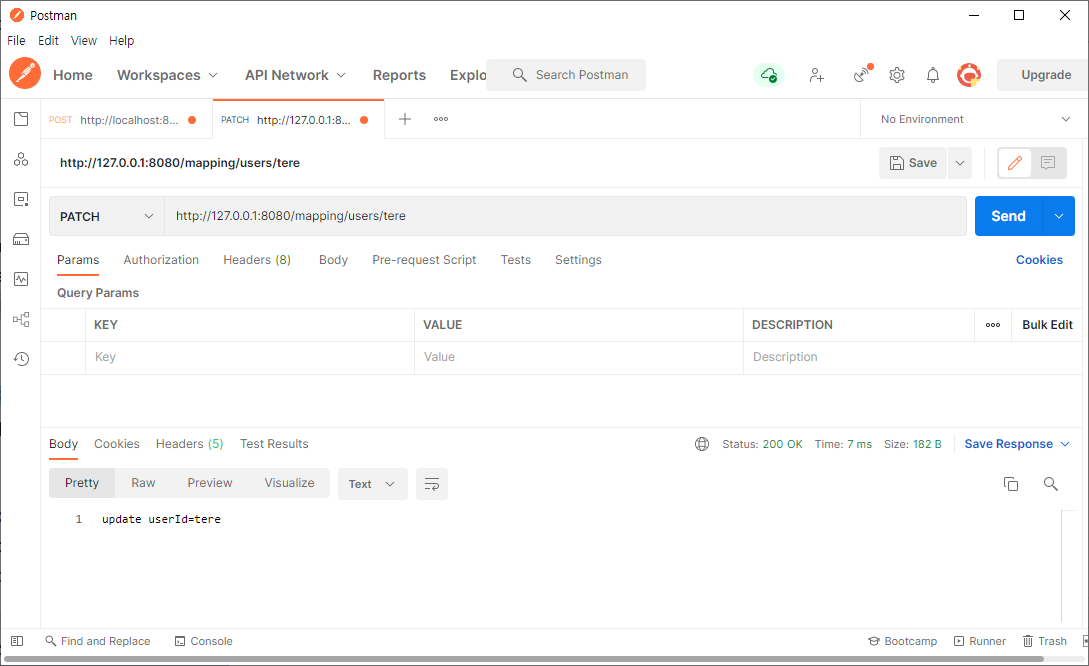 Postman
File Edit View Help
Home Workspaces API Network Reports Explo Search Postman Upgrade
POST http://localhost:8... PATCH http://127.0.0.1:8... No Environment
http://127.0.0.1:8080/mapping/users/tere Save
PATCH http://127.0.0.1:8080/mapping/users/tere Send
Params Authorization Headers (8) Body Pre-request Script Tests Settings Cookies
Query Params
KEY VALUE DESCRIPTION Bulk Edit
Key Value Description
Body Cookies Headers (5) Test Results Status: 200 OK Time: 7 ms Size: 182 B Save Response
Pretty Raw Preview Visualize Text
1 update userId=tere
Find and Replace Console Bootcamp Runner Trash